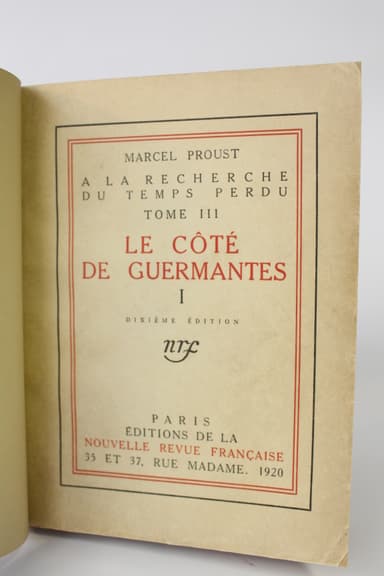 MARCEL PROUST
A LA RECHERCHE
DU TEMPS PERDU
TOME III
LE CÔTÉ
DE GUERMANTES
I
DIXIÈME ÉDITION
nrf
PARIS
ÉDITIONS DE LA
NOUVELLE REVUE FRANÇAISE
35 ET 37, RUE MADAME. 1920